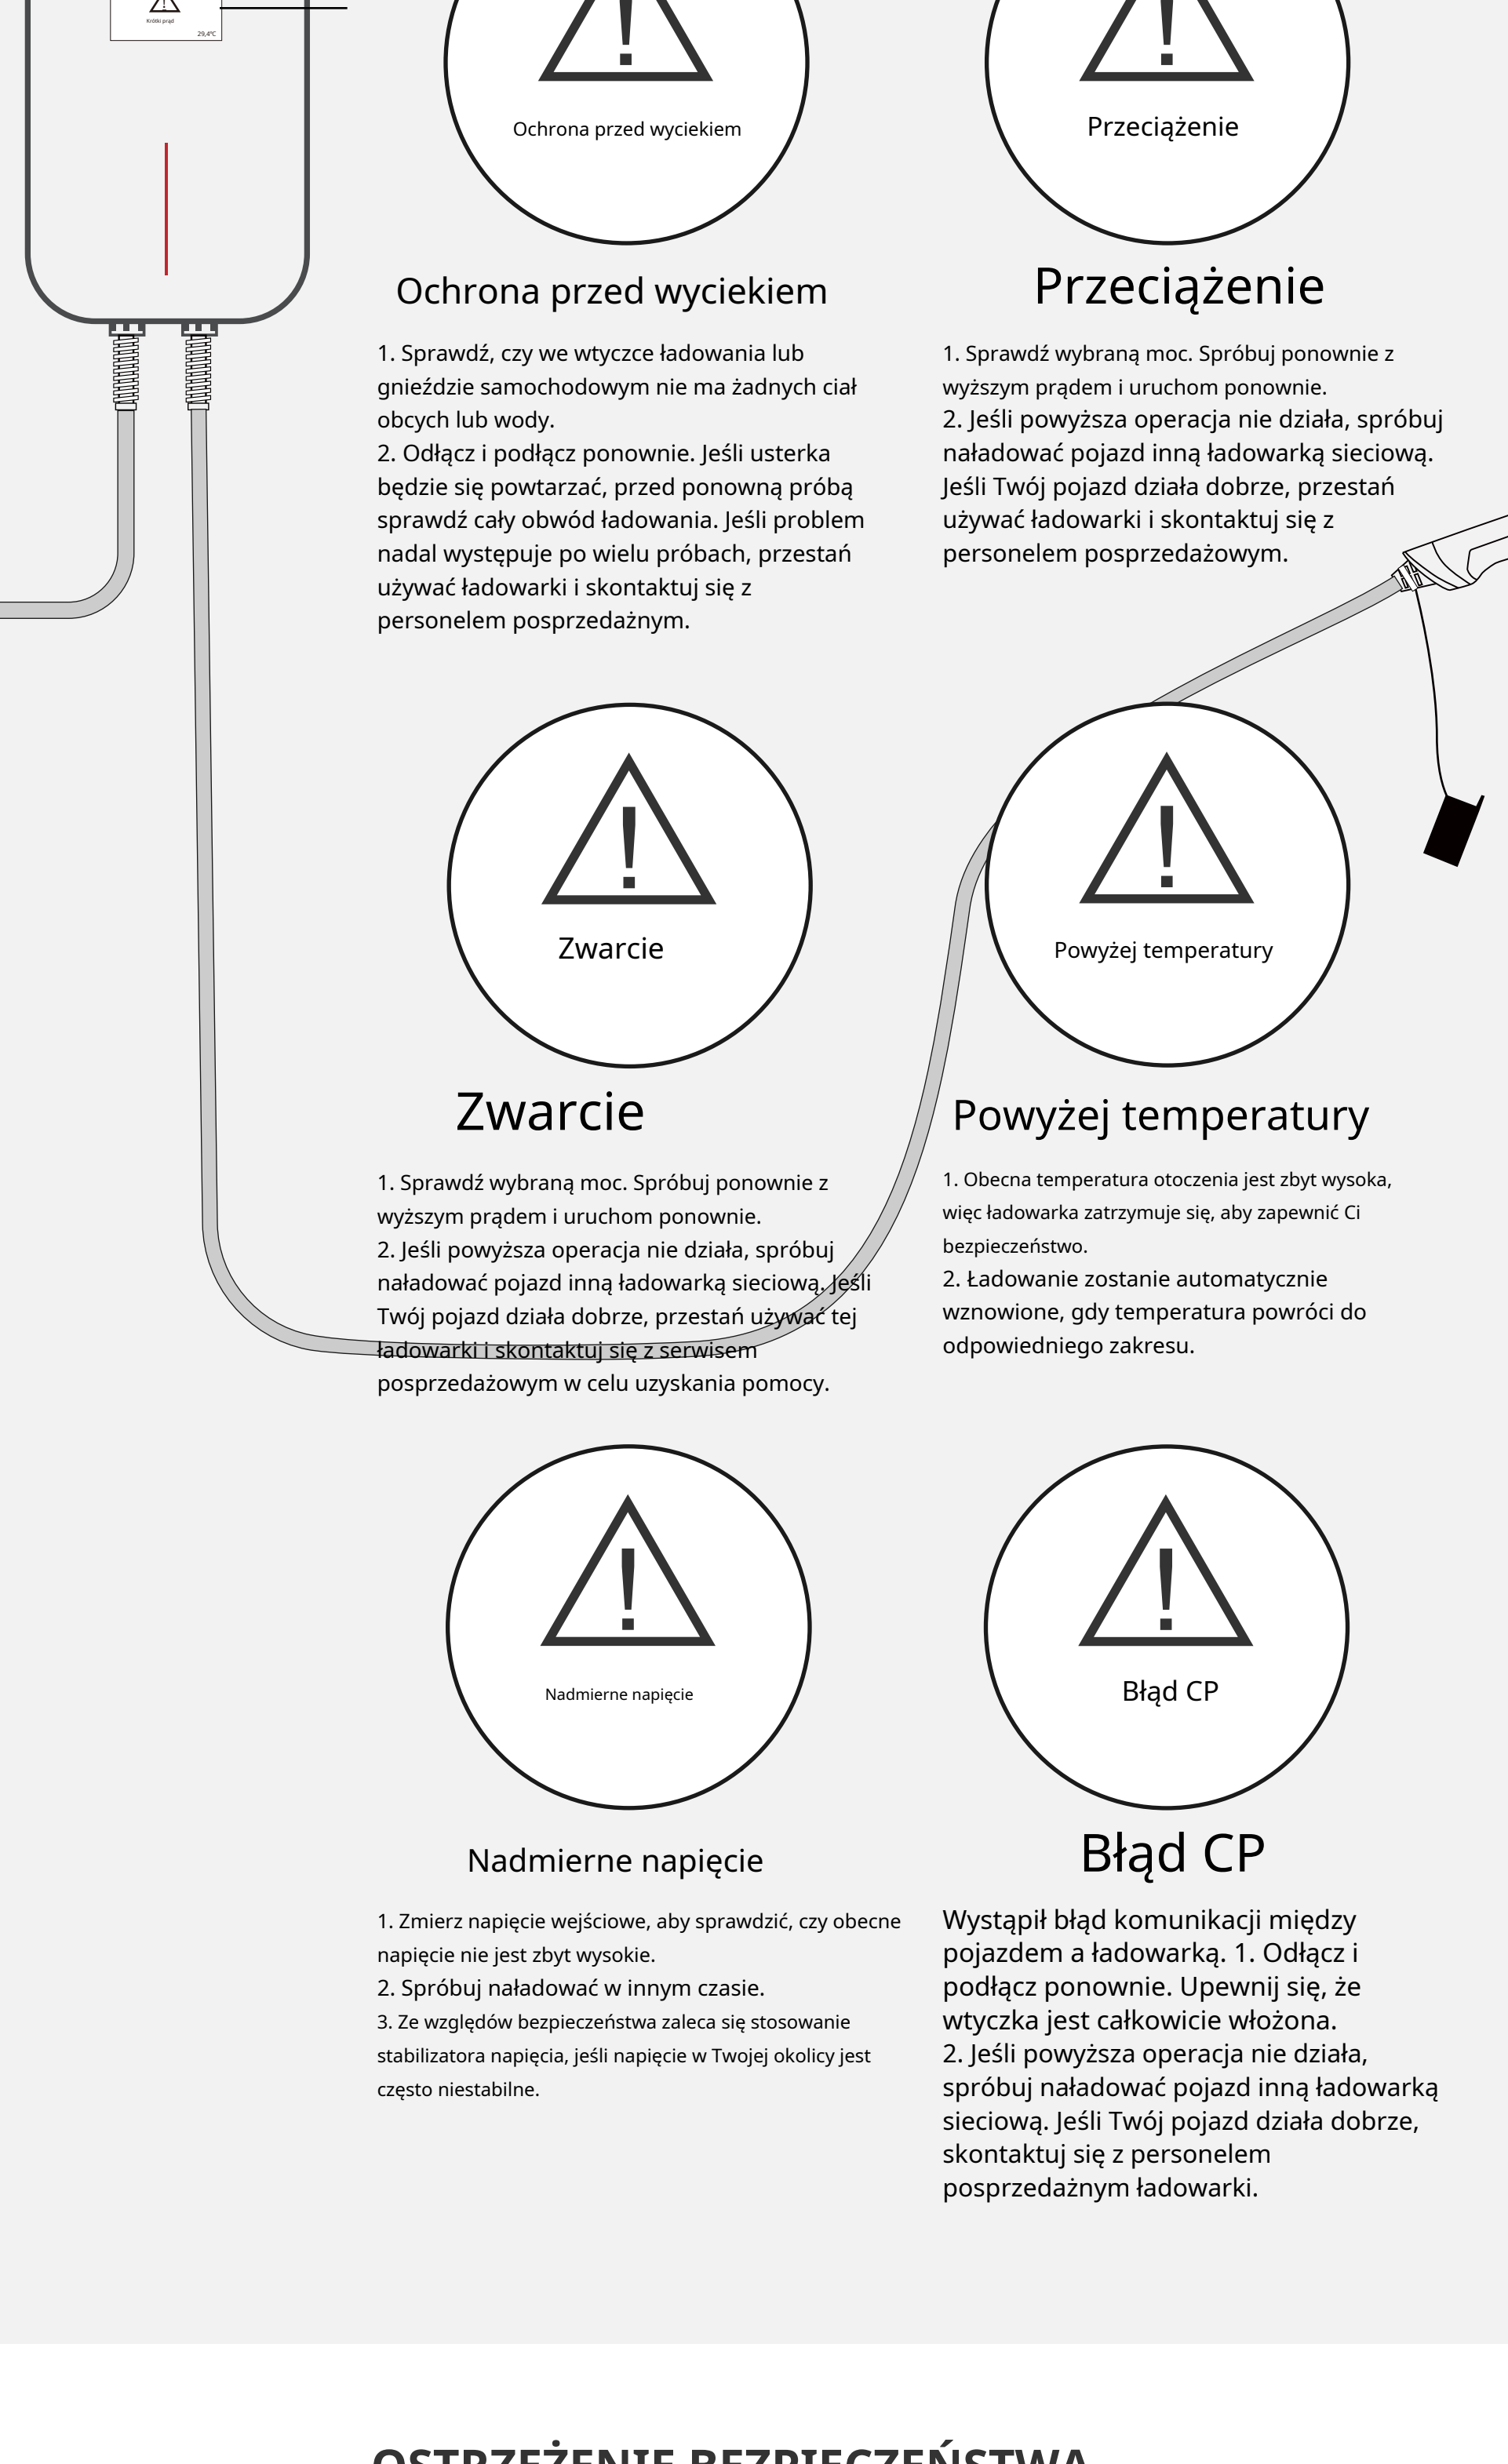 Krótki prąd
29,4°C
Ochrona przed wyciekiem
Przeciążenie
Ochrona przed wyciekiem
1. Sprawdź, czy we wtyczce ładowania lub
gnieździe samochodowym nie ma żadnych ciał
obcych lub wody.
2. Odłącz i podłącz ponownie. Jeśli usterka
będzie się powtarzać, przed ponowną próbą
sprawdź cały obwód ładowania. Jeśli problem
nadal występuje po wielu próbach, przestań
używać ładowarki i skontaktuj się z
personelem posprzedażnym.
Przeciążenie
1. Sprawdź wybraną moc. Spróbuj ponownie z
wyższym prądem i uruchom ponownie.
2. Jeśli powyższa operacja nie działa, spróbuj
naładować pojazd inną ładowarką sieciową.
Jeśli Twój pojazd działa dobrze, przestań
używać ładowarki i skontaktuj się z
personelem posprzedażowym.
Zwarcie
Powyżej temperatury
Zwarcie
1. Sprawdź wybraną moc. Spróbuj ponownie z
wyższym prądem i uruchom ponownie.
2. Jeśli powyższa operacja nie działa, spróbuj
naładować pojazd inną ładowarką sieciową. Jeśli
Twój pojazd działa dobrze, przestań używać tej
ładowarki i skontaktuj się z serwisem
posprzedażowym w celu uzyskania pomocy.
Powyżej temperatury
1. Obecna temperatura otoczenia jest zbyt wysoka,
więc ładowarka zatrzymuje się, aby zapewnić Ci
bezpieczeństwo.
2. Ładowanie zostanie automatycznie
wznowione, gdy temperatura powróci do
odpowiedniego zakresu.
Nadmierne napięcie
Błąd CP
Nadmierne napięcie
1. Zmierz napięcie wejściowe, aby sprawdzić, czy obecne
napięcie nie jest zbyt wysokie.
2. Spróbuj naładować w innym czasie.
3. Ze względów bezpieczeństwa zaleca się stosowanie
stabilizatora napięcia, jeśli napięcie w Twojej okolicy jest
często niestabilne.
Błąd CP
Wystąpił błąd komunikacji między
pojazdem a ładowarką. 1. Odłącz i
podłącz ponownie. Upewnij się, że
wtyczka jest całkowicie włożona.
2. Jeśli powyższa operacja nie działa,
spróbuj naładować pojazd inną ładowarką
sieciową. Jeśli Twój pojazd działa dobrze,
skontaktuj się z personelem
posprzedażnym ładowarki.
OSTRZEŻENIE BEZPIECZEŃSTWA